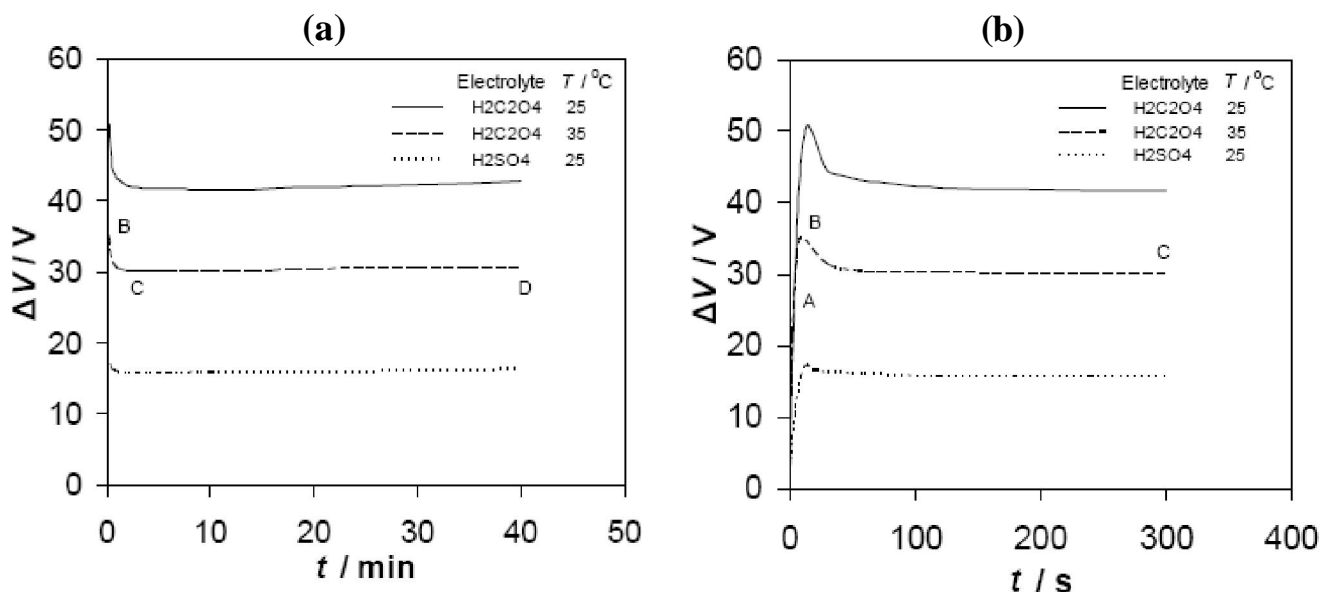 (a)
ΔV / V
60
50
40
30
20
10
0
Electrolyte T / ⁰C
H2C2O4 25
H2C2O4 35
H2SO4 25
B
C
D
0 10 20 30 40 50
t / min
(b)
ΔV / V
60
50
40
30
20
10
0
Electrolyte T / ⁰C
H2C2O4 25
H2C2O4 35
H2SO4 25
B
C
A
0 100 200 300 400
t / s